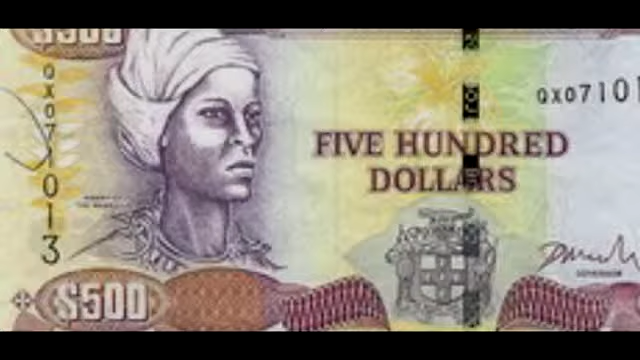 $500
QX071013
QX07101
FIVE HUNDRED
DOLLARS
GOVERNOR
$500